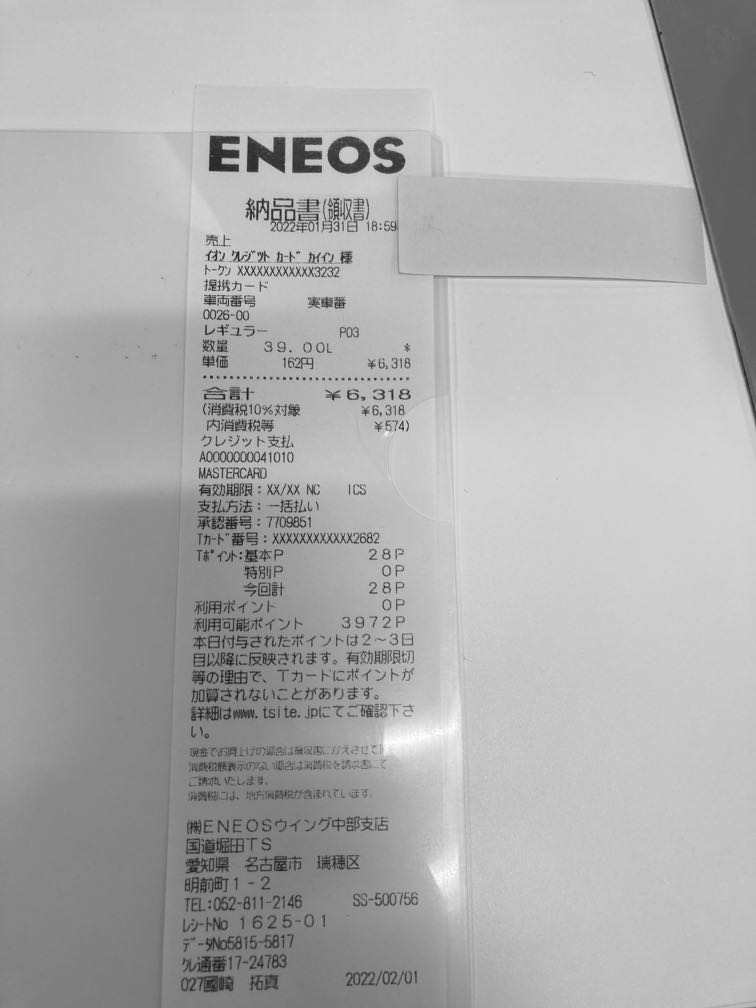 ENEOS
納品書(領収書)
2022年01月31日 18:59
売上
イオン クレジット カード カイイン 様
トークン XXXXXXXXXXXX3232
提携カード
車両番号 実車番
0026-00
レギュラー P03
数量 39.00L *
単価 162円 ¥6,318
合計 ¥6,318
(消費税10%対象 ¥6,318
内消費税等 ¥574)
クレジット支払
A0000000041010
MASTERCARD
有効期限:XX/XX NC ICS
支払方法:一括払い
承認番号:7709851
Tカード番号:XXXXXXXXXXXX2682
Tポイント:基本P 28P
特別P 0P
今回計 28P
利用ポイント 0P
利用可能ポイント 3972P
本日付与されたポイントは2~3日
目以降に反映されます。有効期限切
等の理由で、Tカードにポイントが
加算されないことがあります。
詳細はwww.tsite.jpにてご確認下さ
い。
現金でお買上げの場合は領収書にかえさせて
消費税額表示のない場合は消費税を請求書にて
ご請求いたします。
消費税には、地方消費税が含まれています。
㈱ENEOSウイング中部支店
国道堀田TS
愛知県 名古屋市 瑞穂区
明前町1-2
TEL:052-811-2146 SS-500756
レシートNo 1625-01
データNo5815-5817
クレ通番17-24783
027國崎 拓真 2022/02/01